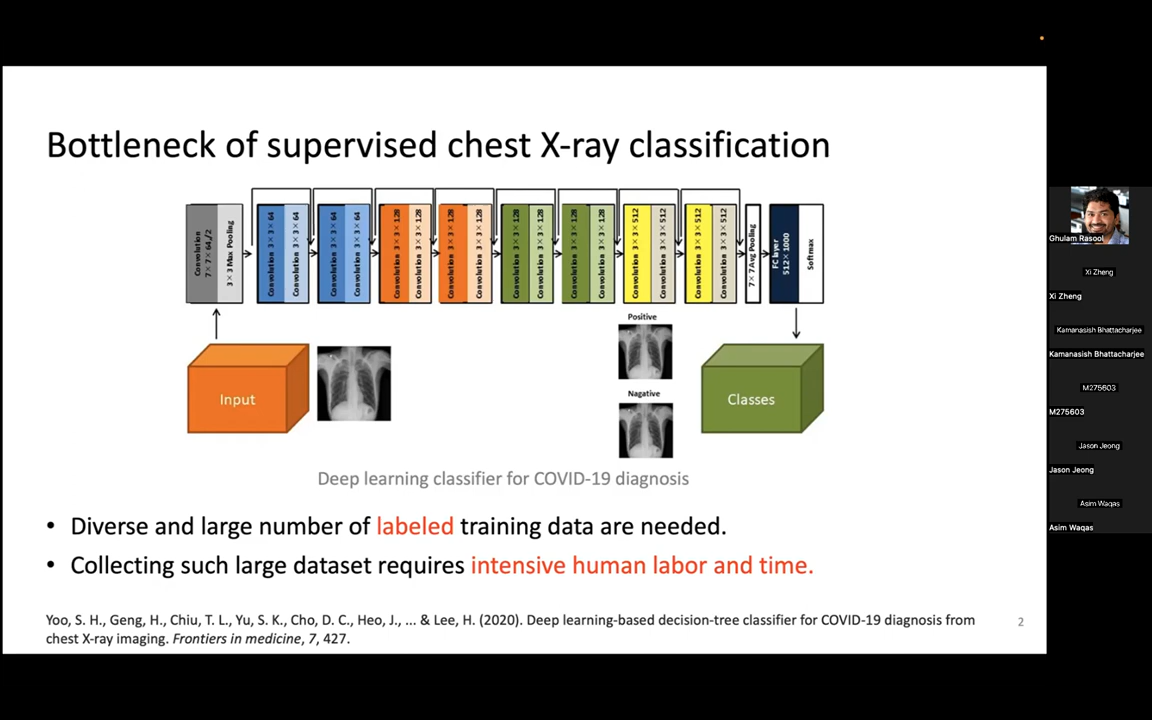 Bottleneck of supervised chest X-ray classification
Convolution
7×7×64,/2
3×3 Max Pooling
Convolution 3×3×64
Convolution 3×3×64
Convolution 3×3×64
Convolution 3×3×64
Convolution 3×3×128
Convolution 3×3×128
Convolution 3×3×128
Convolution 3×3×128
Convolution 3×3×128
Convolution 3×3×128
Convolution 3×3×128
Convolution 3×3×128
Convolution 3×3×512
Convolution 3×3×512
Convolution 3×3×512
Convolution 3×3×512
7×7Avg Pooling
FC layer
512×1000
Softmax
Input
Positive
Nagative
Classes
Deep learning classifier for COVID-19 diagnosis
• Diverse and large number of labeled training data are needed.
• Collecting such large dataset requires intensive human labor and time.
Yoo, S. H., Geng, H., Chiu, T. L., Yu, S. K., Cho, D. C., Heo, J., ... & Lee, H. (2020). Deep learning-based decision-tree classifier for COVID-19 diagnosis from
chest X-ray imaging. Frontiers in medicine, 7, 427.
2
Ghulam Rasool
Xi Zheng
Xi Zheng
Kamanasish Bhattacharjee
Kamanasish Bhattacharjee
M275603
M275603
Jason Jeong
Jason Jeong
Asim Waqas
Asim Waqas